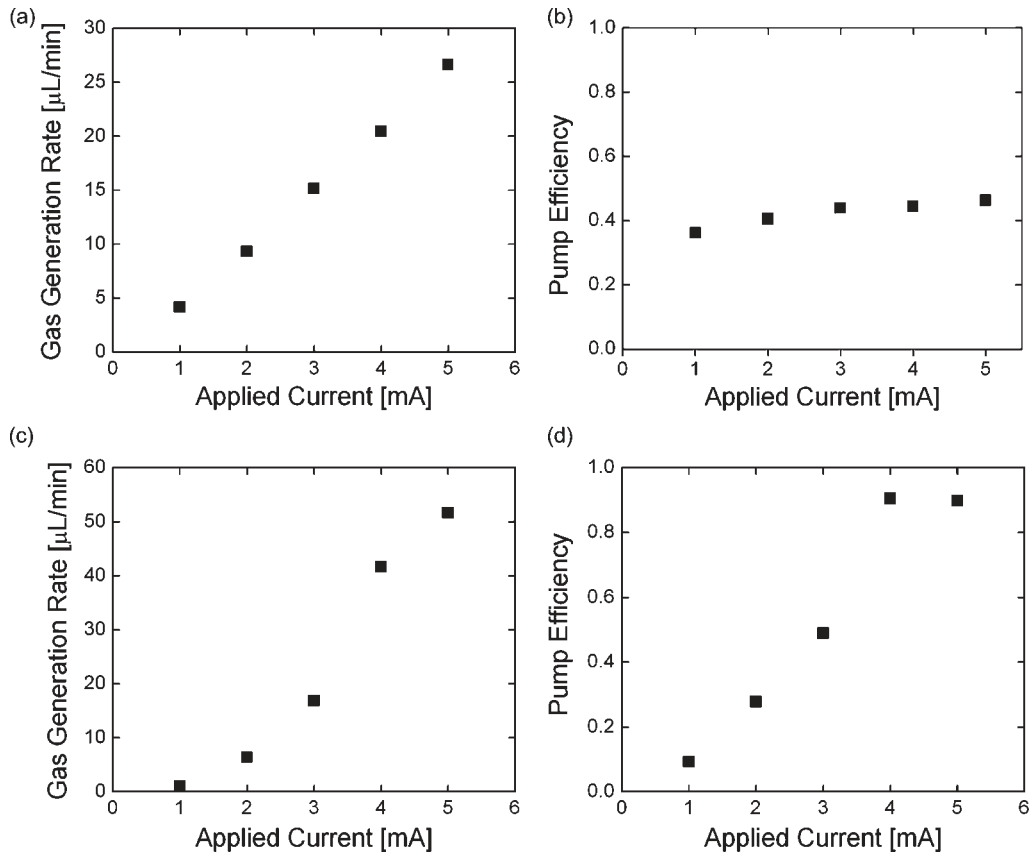 (a)
30
25
20
15
10
5
0
Gas Generation Rate [μL/min]
0 1 2 3 4 5 6
Applied Current [mA]
(b)
1.0
0.8
0.6
0.4
0.2
0.0
Pump Efficiency
0 1 2 3 4 5
Applied Current [mA]
(c)
60
50
40
30
20
10
0
Gas Generation Rate [μL/min]
0 1 2 3 4 5 6
Applied Current [mA]
(d)
1.0
0.8
0.6
0.4
0.2
0.0
Pump Efficiency
0 1 2 3 4 5 6
Applied Current [mA]